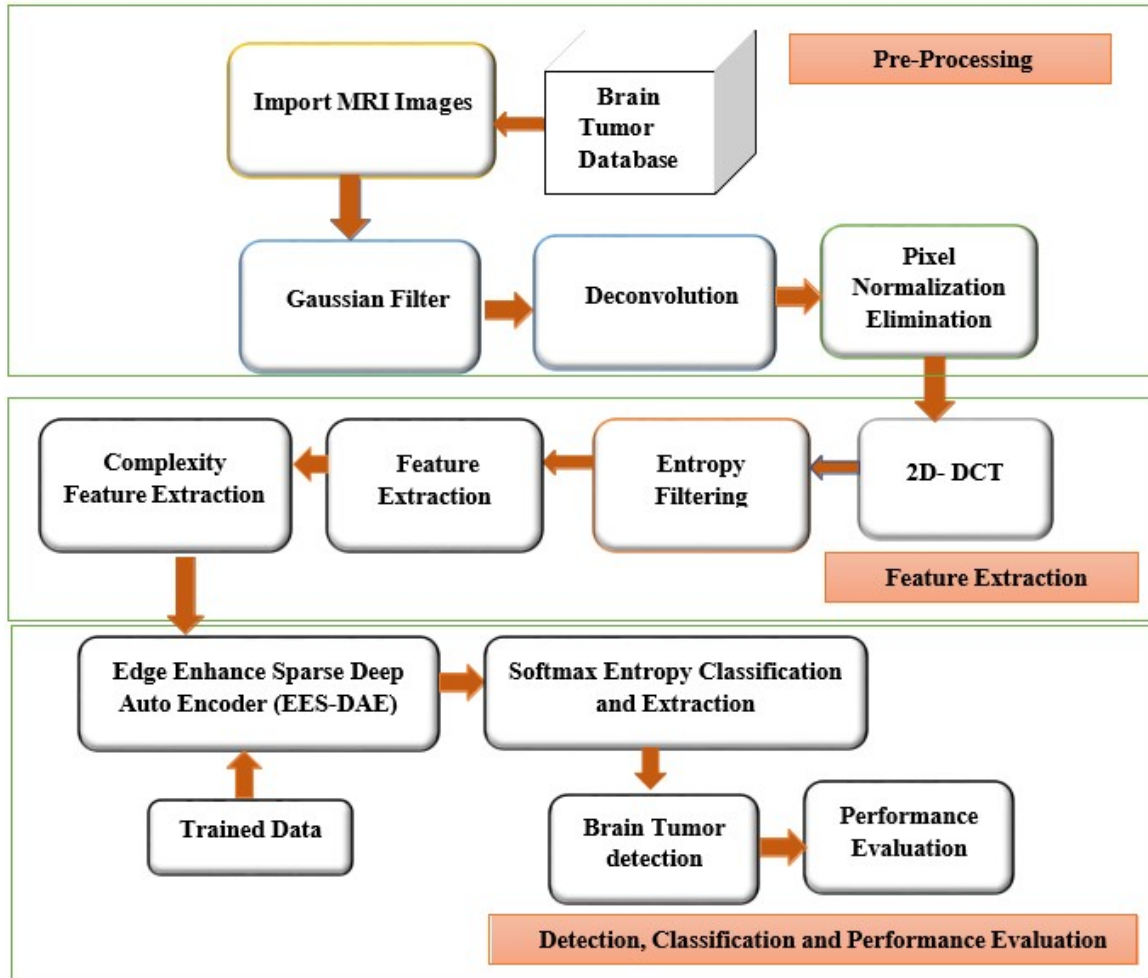 Pre-Processing
Import MRI Images
Brain
Tumor
Database
Gaussian Filter
Deconvolution
Pixel
Normalization
Elimination
Complexity
Feature Extraction
Feature
Extraction
Entropy
Filtering
2D- DCT
Feature Extraction
Edge Enhance Sparse Deep
Auto Encoder (EES-DAE)
Softmax Entropy Classification
and Extraction
Trained Data
Brain Tumor
detection
Performance
Evaluation
Detection, Classification and Performance Evaluation